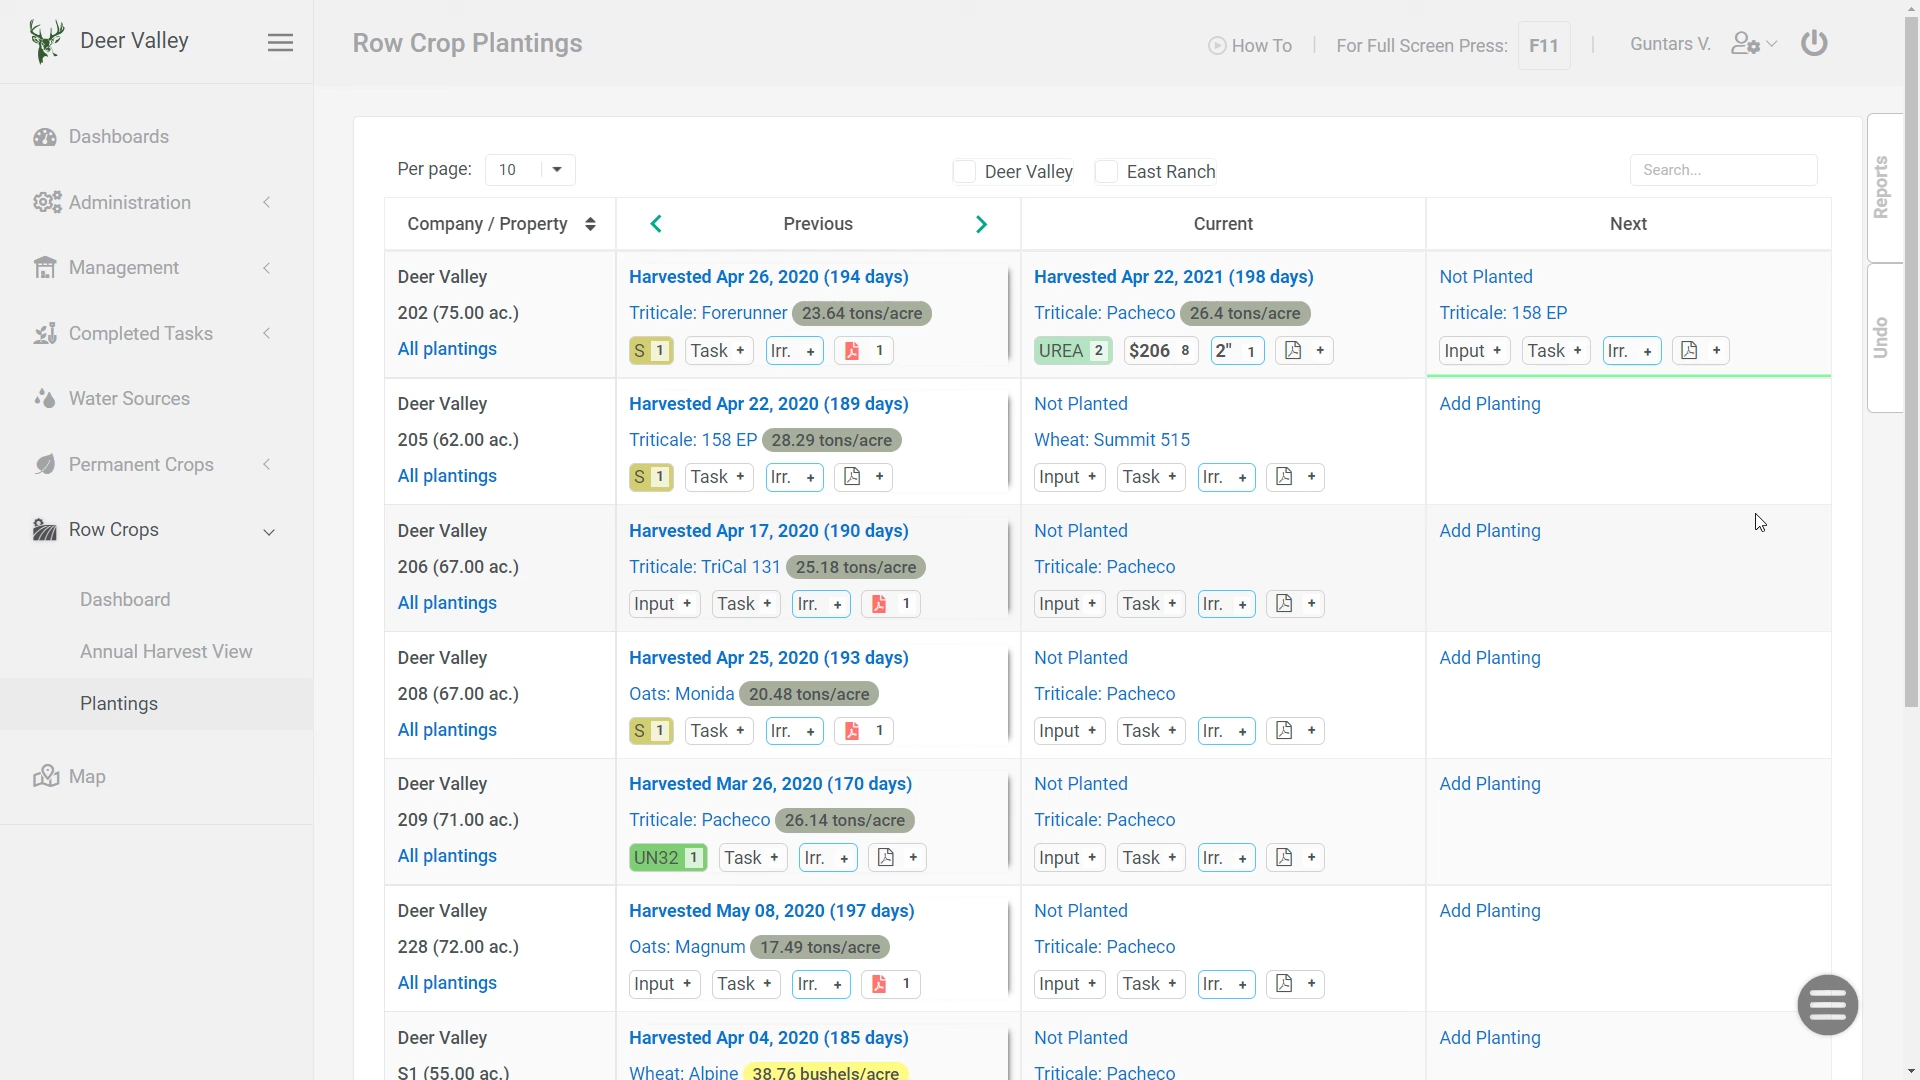 Deer Valley
Row Crop Plantings
How To
For Full Screen Press: F11
Guntars V.
Dashboards
Administration
Management
Completed Tasks
Water Sources
Permanent Crops
Row Crops
Dashboard
Annual Harvest View
Plantings
Map
Per page: 10
Deer Valley
East Ranch
Search...
Reports
Undo
Company / Property Previous Current Next
Deer Valley
202 (75.00 ac.)
All plantings
Harvested Apr 26, 2020 (194 days)
Triticale: Forerunner 23.64 tons/acre
S 1 Task + Irr. + 1
Harvested Apr 22, 2021 (198 days)
Triticale: Pacheco 26.4 tons/acre
UREA 2 $206 8 2" 1 +
Not Planted
Triticale: 158 EP
Input + Task + Irr. + +
Deer Valley
205 (62.00 ac.)
All plantings
Harvested Apr 22, 2020 (189 days)
Triticale: 158 EP 28.29 tons/acre
S 1 Task + Irr. + +
Not Planted
Wheat: Summit 515
Input + Task + Irr. + +
Add Planting
Deer Valley
206 (67.00 ac.)
All plantings
Harvested Apr 17, 2020 (190 days)
Triticale: TriCal 131 25.18 tons/acre
Input + Task + Irr. + 1
Not Planted
Triticale: Pacheco
Input + Task + Irr. + +
Add Planting
Deer Valley
208 (67.00 ac.)
All plantings
Harvested Apr 25, 2020 (193 days)
Oats: Monida 20.48 tons/acre
S 1 Task + Irr. + 1
Not Planted
Triticale: Pacheco
Input + Task + Irr. + +
Add Planting
Deer Valley
209 (71.00 ac.)
All plantings
Harvested Mar 26, 2020 (170 days)
Triticale: Pacheco 26.14 tons/acre
UN32 1 Task + Irr. + +
Not Planted
Triticale: Pacheco
Input + Task + Irr. + +
Add Planting
Deer Valley
228 (72.00 ac.)
All plantings
Harvested May 08, 2020 (197 days)
Oats: Magnum 17.49 tons/acre
Input + Task + Irr. + 1
Not Planted
Triticale: Pacheco
Input + Task + Irr. + +
Add Planting
Deer Valley
S1 (55.00 ac.)
Harvested Apr 04, 2020 (185 days)
Wheat: Alpine 38.76 bushels/acre
Not Planted
Triticale: Pacheco
Add Planting